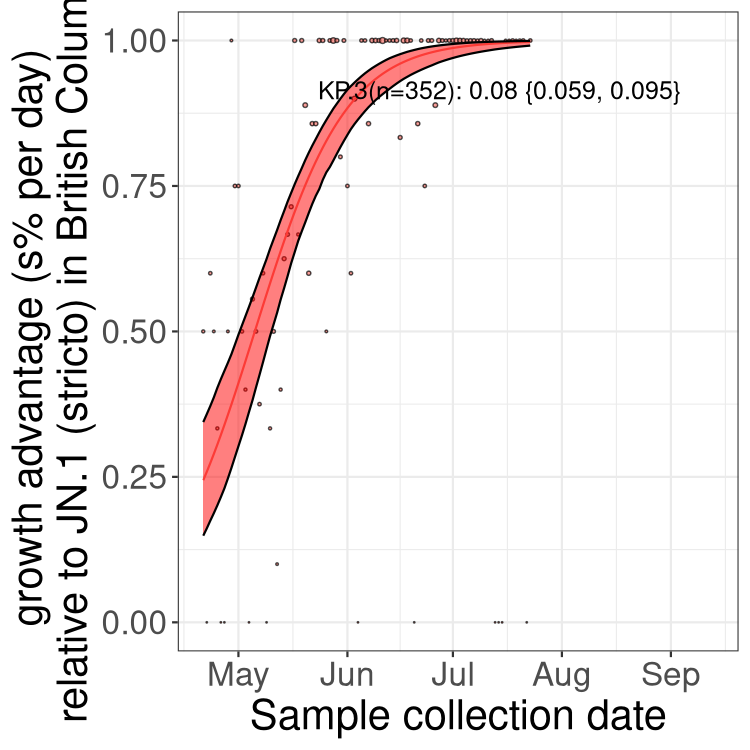 growth advantage (s% per day)
relative to JN.1 (stricto) in British Colum
1.00
0.75
0.50
0.25
0.00
KP.3(n=352): 0.08 {0.059, 0.095}
May Jun Jul Aug Sep
Sample collection date